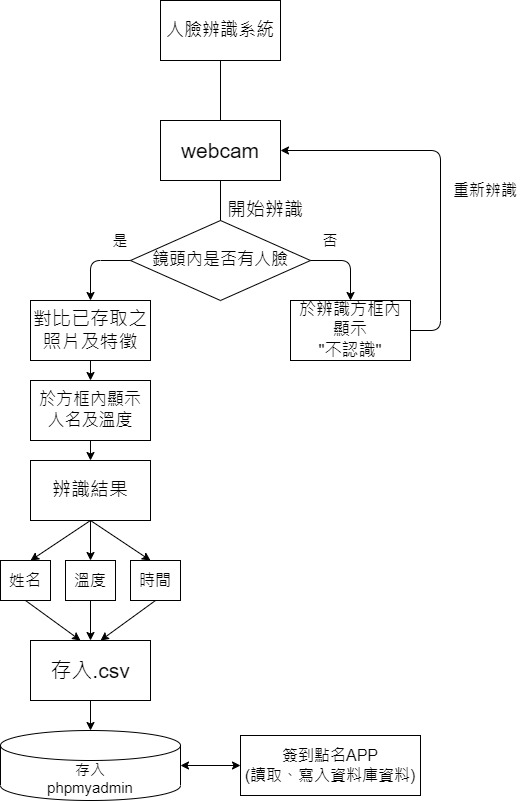 人臉辨識系統
webcam
重新辨識
開始辨識
是
鏡頭內是否有人臉
否
對比已存取之
照片及特徵
於辨識方框內
顯示
"不認識"
於方框內顯示
人名及溫度
辨識結果
姓名
溫度
時間
存入.csv
存入
phpmyadmin
簽到點名APP
(讀取、寫入資料庫資料)